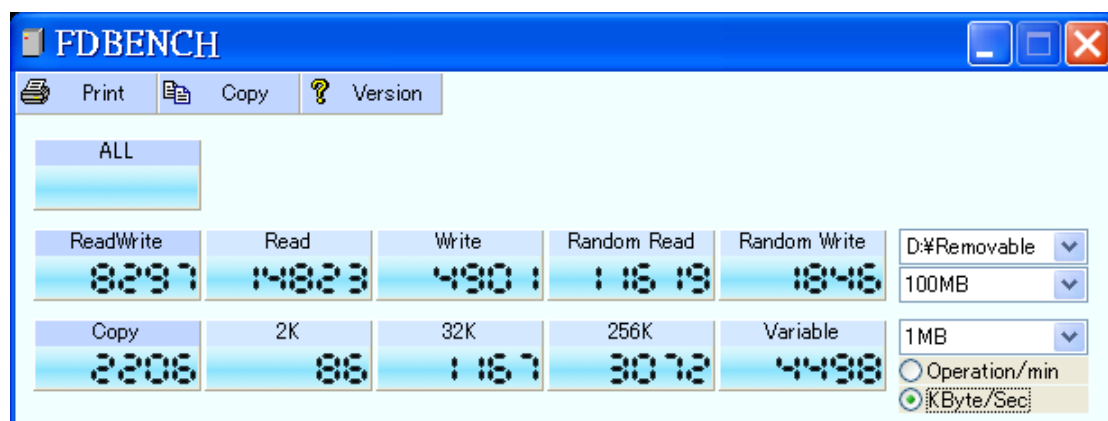 FDBENCH
Print Copy Version
ALL
ReadWrite Read Write Random Read Random Write D:¥Removable
8297 14823 4901 11619 1846 100MB
Copy 2K 32K 256K Variable 1MB
2206 86 1167 3072 4498 Operation/min
KByte/Sec